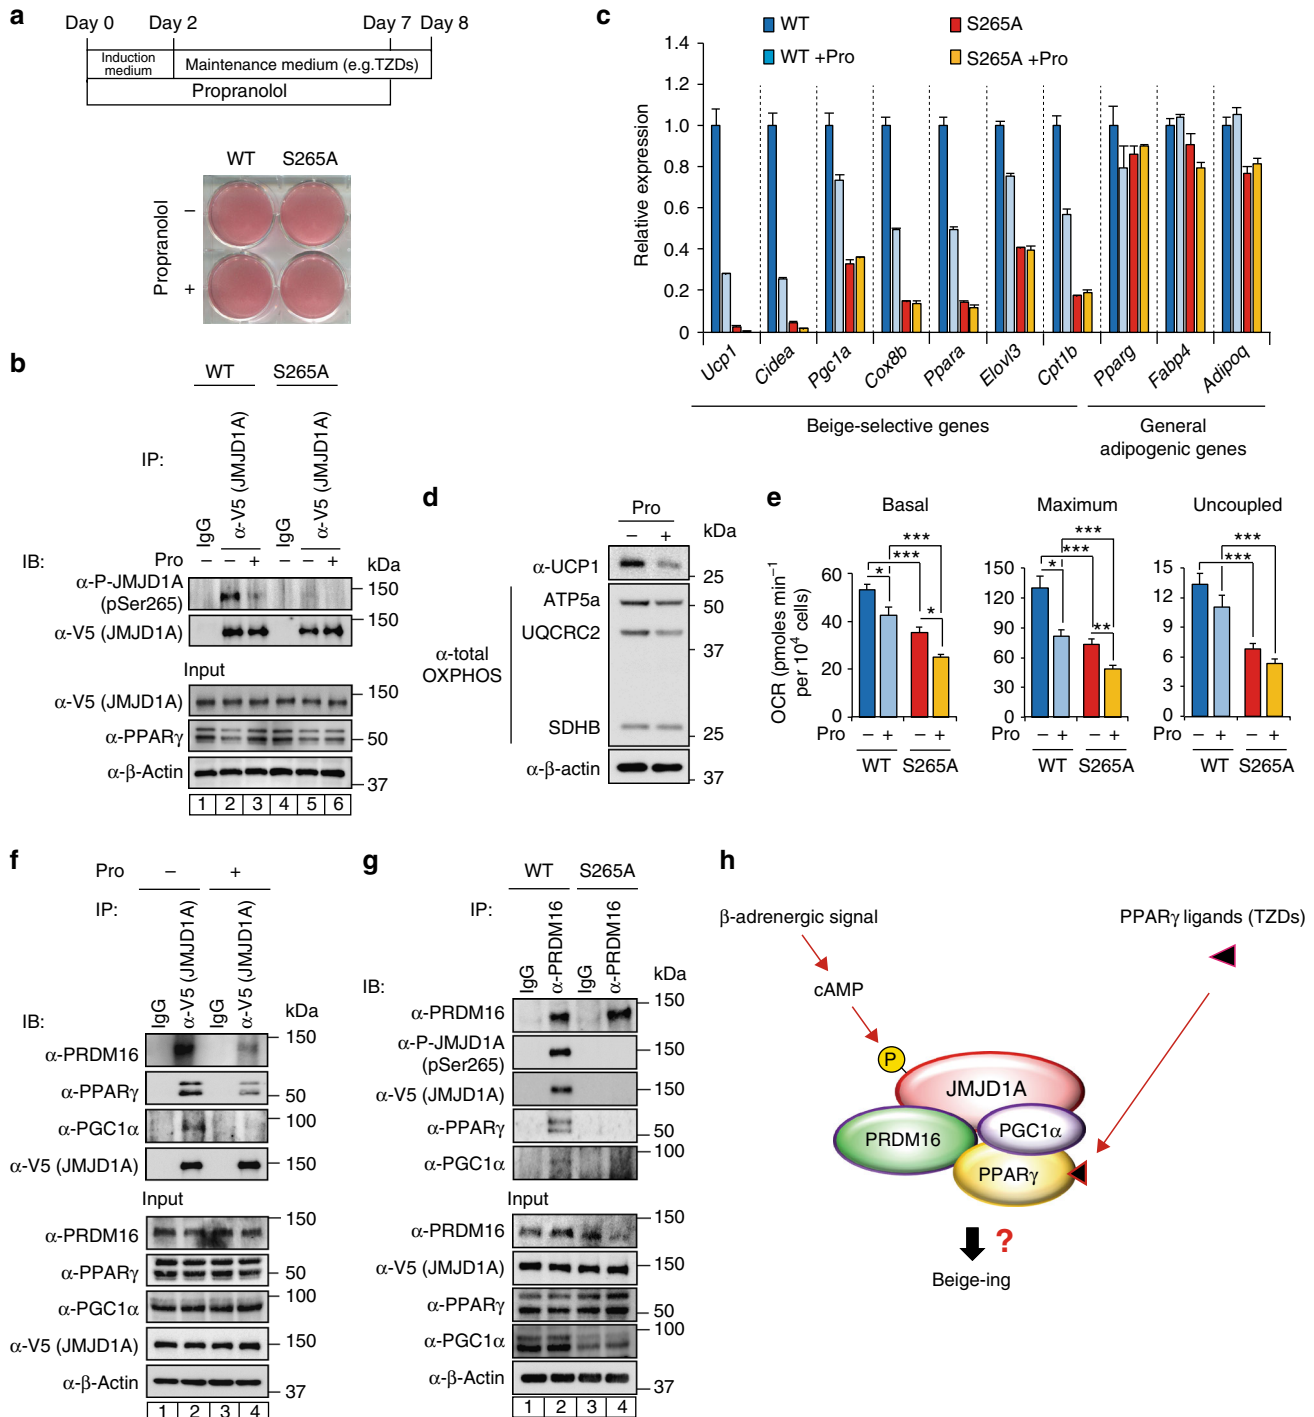 a
Day 0 Day 2 Day 7 Day 8
Induction medium
Maintenance medium (e.g.TZDs)
Propranolol
WT S265A
Propranolol
–
+
b
WT S265A
IP:
IgG
α-V5 (JMJD1A)
IgG
α-V5 (JMJD1A)
Pro – – + – – +
IB:
kDa
α-P-JMJD1A (pSer265)
150
α-V5 (JMJD1A)
150
Input
α-V5 (JMJD1A)
150
α-PPARγ
50
α-β-Actin
37
1 2 3 4 5 6
c
WT S265A
WT +Pro S265A +Pro
Relative expression
1.4
1.2
1.0
0.8
0.6
0.4
0.2
0
Ucp1 Cidea Pgc1a Cox8b Ppara Elovl3 Cpt1b Pparg Fabp4 Adipoq
Beige-selective genes
General adipogenic genes
d
Pro
– + kDa
α-UCP1
25
α-total OXPHOS
ATP5a
50
UQCRC2
37
SDHB
25
α-β-actin
37
e
OCR (pmoles min–1 per 104 cells)
Basal
60
40
20
0
* *** *** *
Pro – + – +
WT S265A
Maximum
150
120
90
60
30
0
* *** *** **
Pro – + – +
WT S265A
Uncoupled
15
12
9
6
3
0
*** ***
Pro – + – +
WT S265A
f
Pro – +
IP:
IgG
α-V5 (JMJD1A)
IgG
α-V5 (JMJD1A)
IB:
kDa
α-PRDM16
150
α-PPARγ
50
α-PGC1α
100
α-V5 (JMJD1A)
150
Input
α-PRDM16
150
α-PPARγ
50
α-PGC1α
100
α-V5 (JMJD1A)
150
α-β-Actin
37
1 2 3 4
g
WT S265A
IP:
IgG
α-PRDM16
IgG
α-PRDM16
IB:
kDa
α-PRDM16
150
α-P-JMJD1A (pSer265)
150
α-V5 (JMJD1A)
150
α-PPARγ
50
α-PGC1α
100
Input
α-PRDM16
150
α-V5 (JMJD1A)
150
α-PPARγ
50
α-PGC1α
100
α-β-Actin
37
1 2 3 4
h
β-adrenergic signal
PPARγ ligands (TZDs)
cAMP
P
JMJD1A
PRDM16
PGC1α
PPARγ
?
Beige-ing